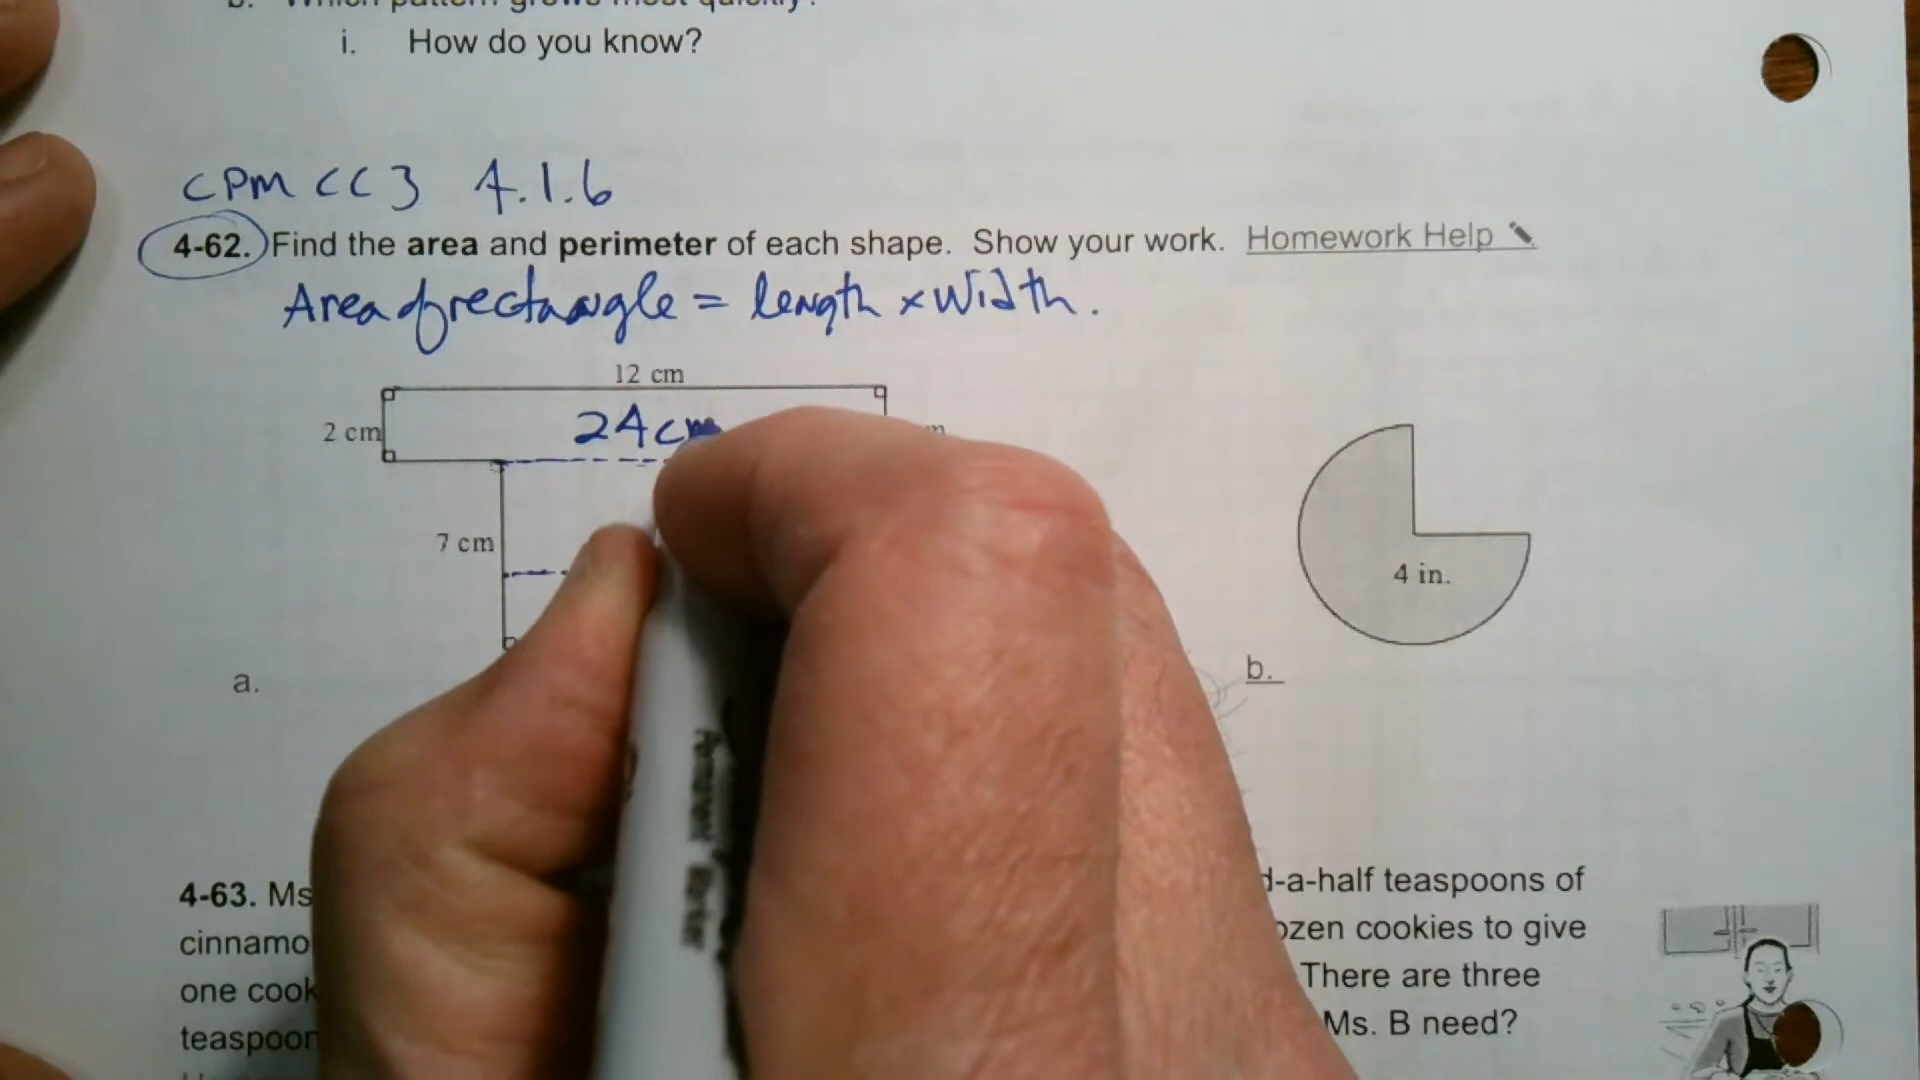 i. How do you know?
CPM CC3 4.1.6
4-62. Find the area and perimeter of each shape. Show your work. Homework Help
Area of rectangle = length x width.
12 cm
2 cm
24cm
7 cm
4 in.
a.
b.
4-63. Ms
-a-half teaspoons of
cinnamo
ozen cookies to give
one cook
There are three
teaspoon
Ms. B need?
Permanent Marker